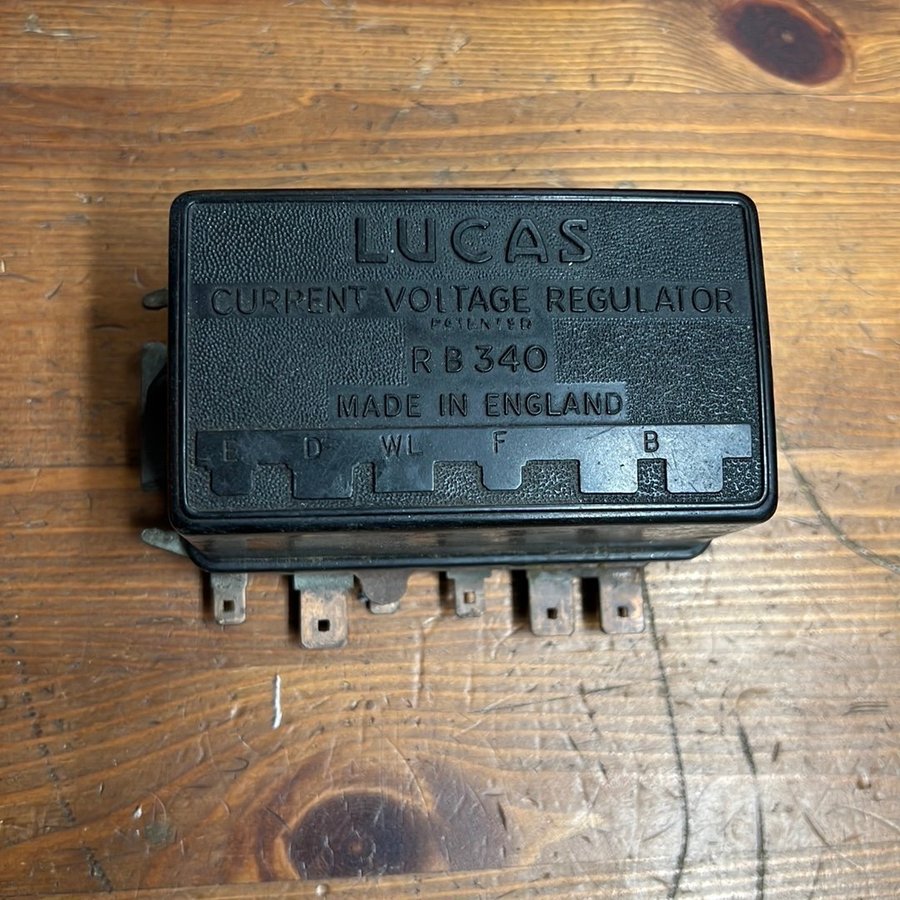 LUCAS
CURRENT VOLTAGE REGULATOR
PATENTED
RB340
MADE IN ENGLAND
E D WL F B